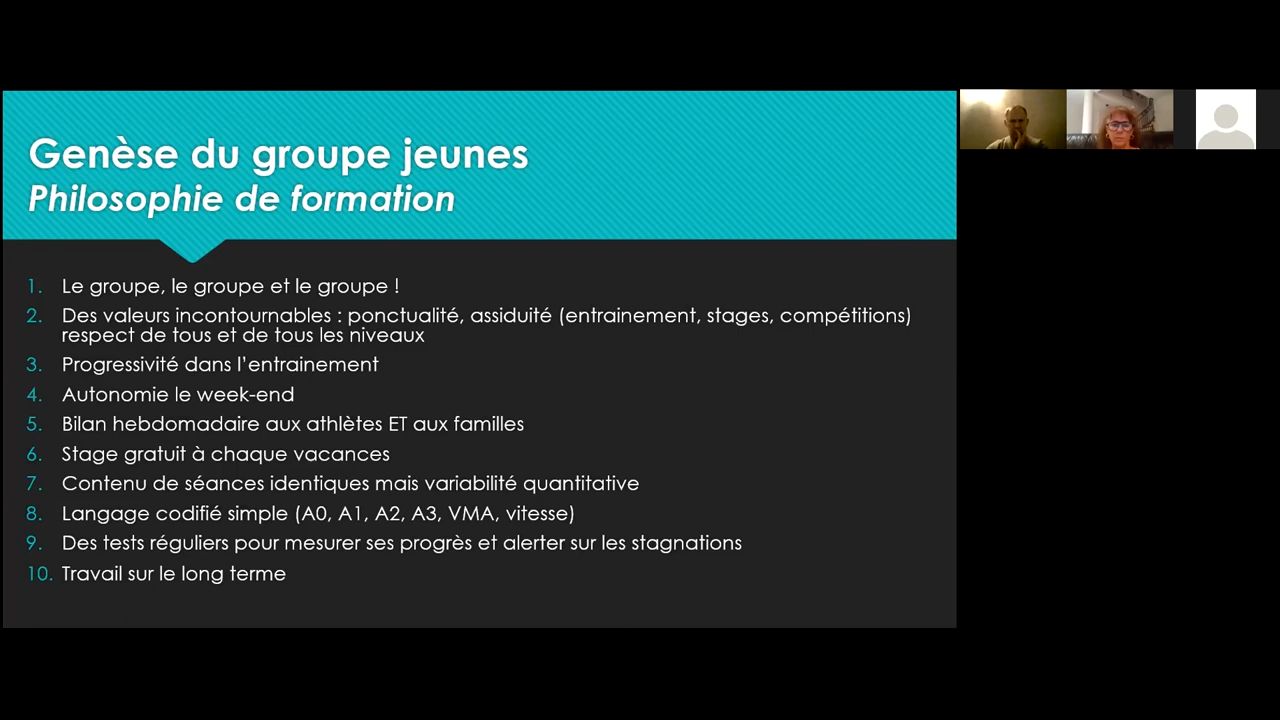 Genèse du groupe jeunes
Philosophie de formation
1. Le groupe, le groupe et le groupe !
2. Des valeurs incontournables : ponctualité, assiduité (entrainement, stages, compétitions)
respect de tous et de tous les niveaux
3. Progressivité dans l’entrainement
4. Autonomie le week-end
5. Bilan hebdomadaire aux athlètes ET aux familles
6. Stage gratuit à chaque vacances
7. Contenu de séances identiques mais variabilité quantitative
8. Langage codifié simple (A0, A1, A2, A3, VMA, vitesse)
9. Des tests réguliers pour mesurer ses progrès et alerter sur les stagnations
10. Travail sur le long terme